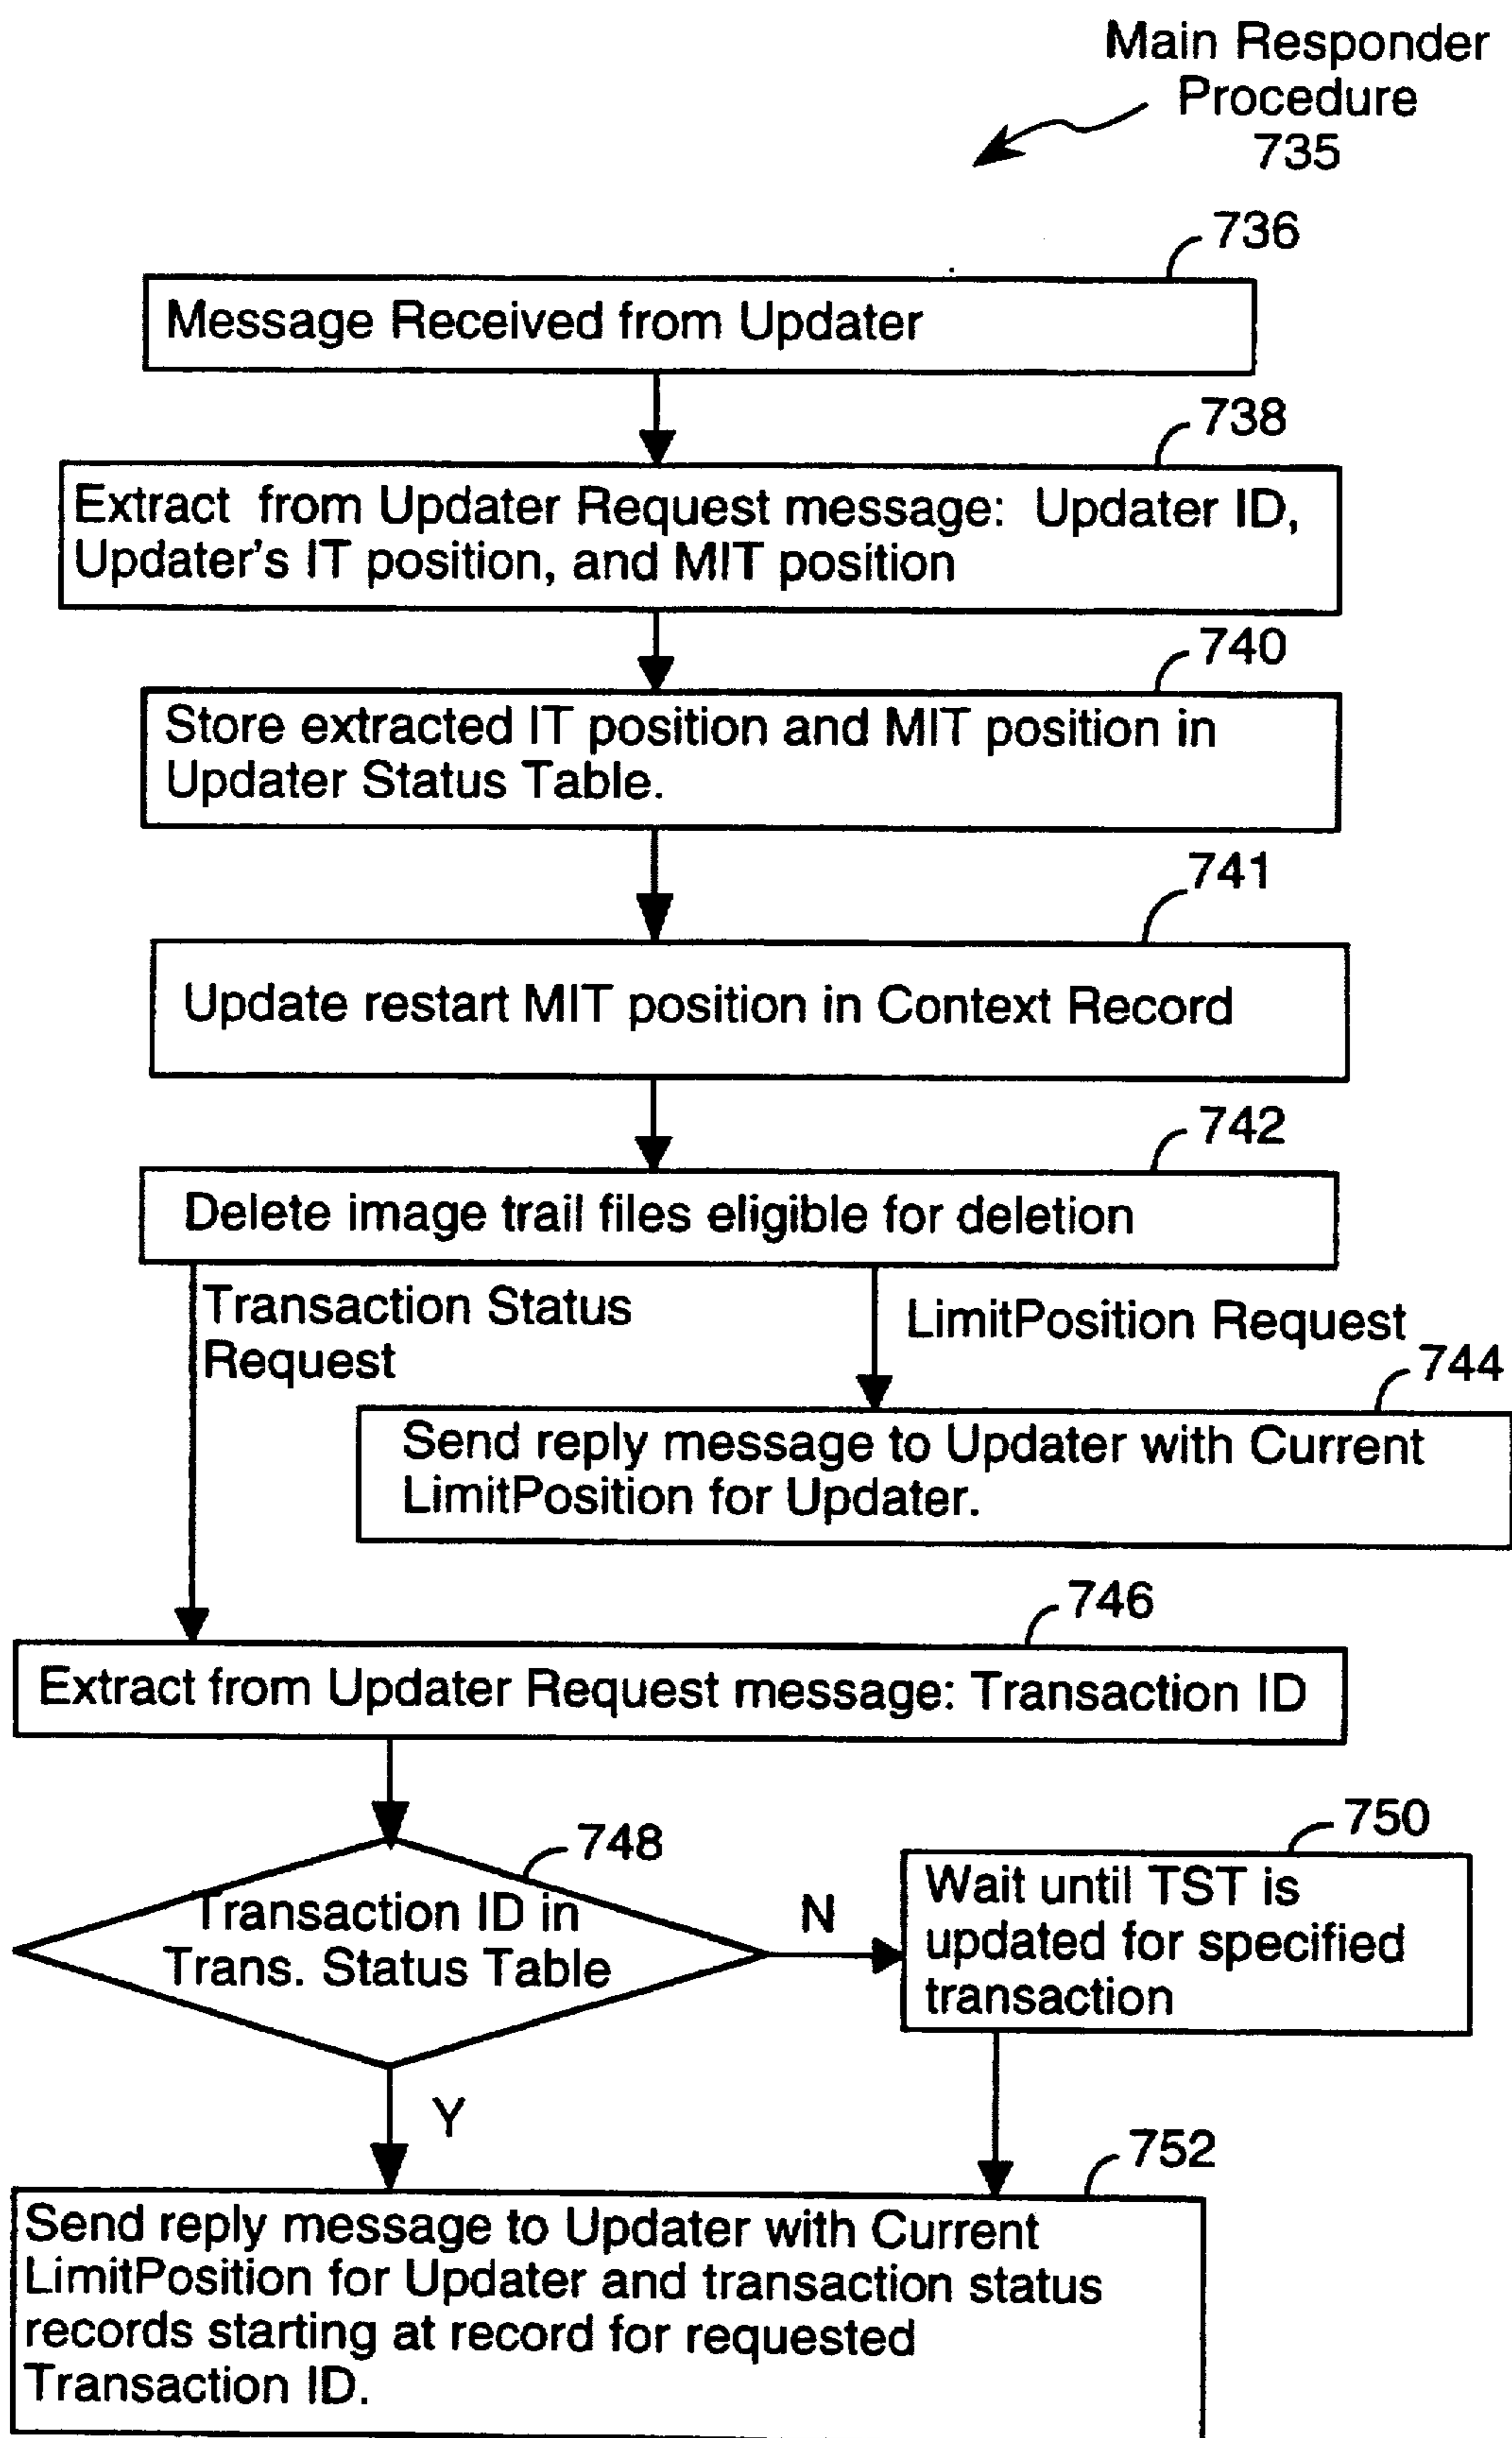 Main Responder
Procedure
735
736
Message Received from Updater
738
Extract from Updater Request message: Updater ID,
Updater's IT position, and MIT position
740
Store extracted IT position and MIT position in
Updater Status Table.
741
Update restart MIT position in Context Record
742
Delete image trail files eligible for deletion
Transaction Status
Request
LimitPosition Request
744
Send reply message to Updater with Current
LimitPosition for Updater.
746
Extract from Updater Request message: Transaction ID
748
Transaction ID in
Trans. Status Table
N
750
Wait until TST is
updated for specified
transaction
Y
752
Send reply message to Updater with Current
LimitPosition for Updater and transaction status
records starting at record for requested
Transaction ID.